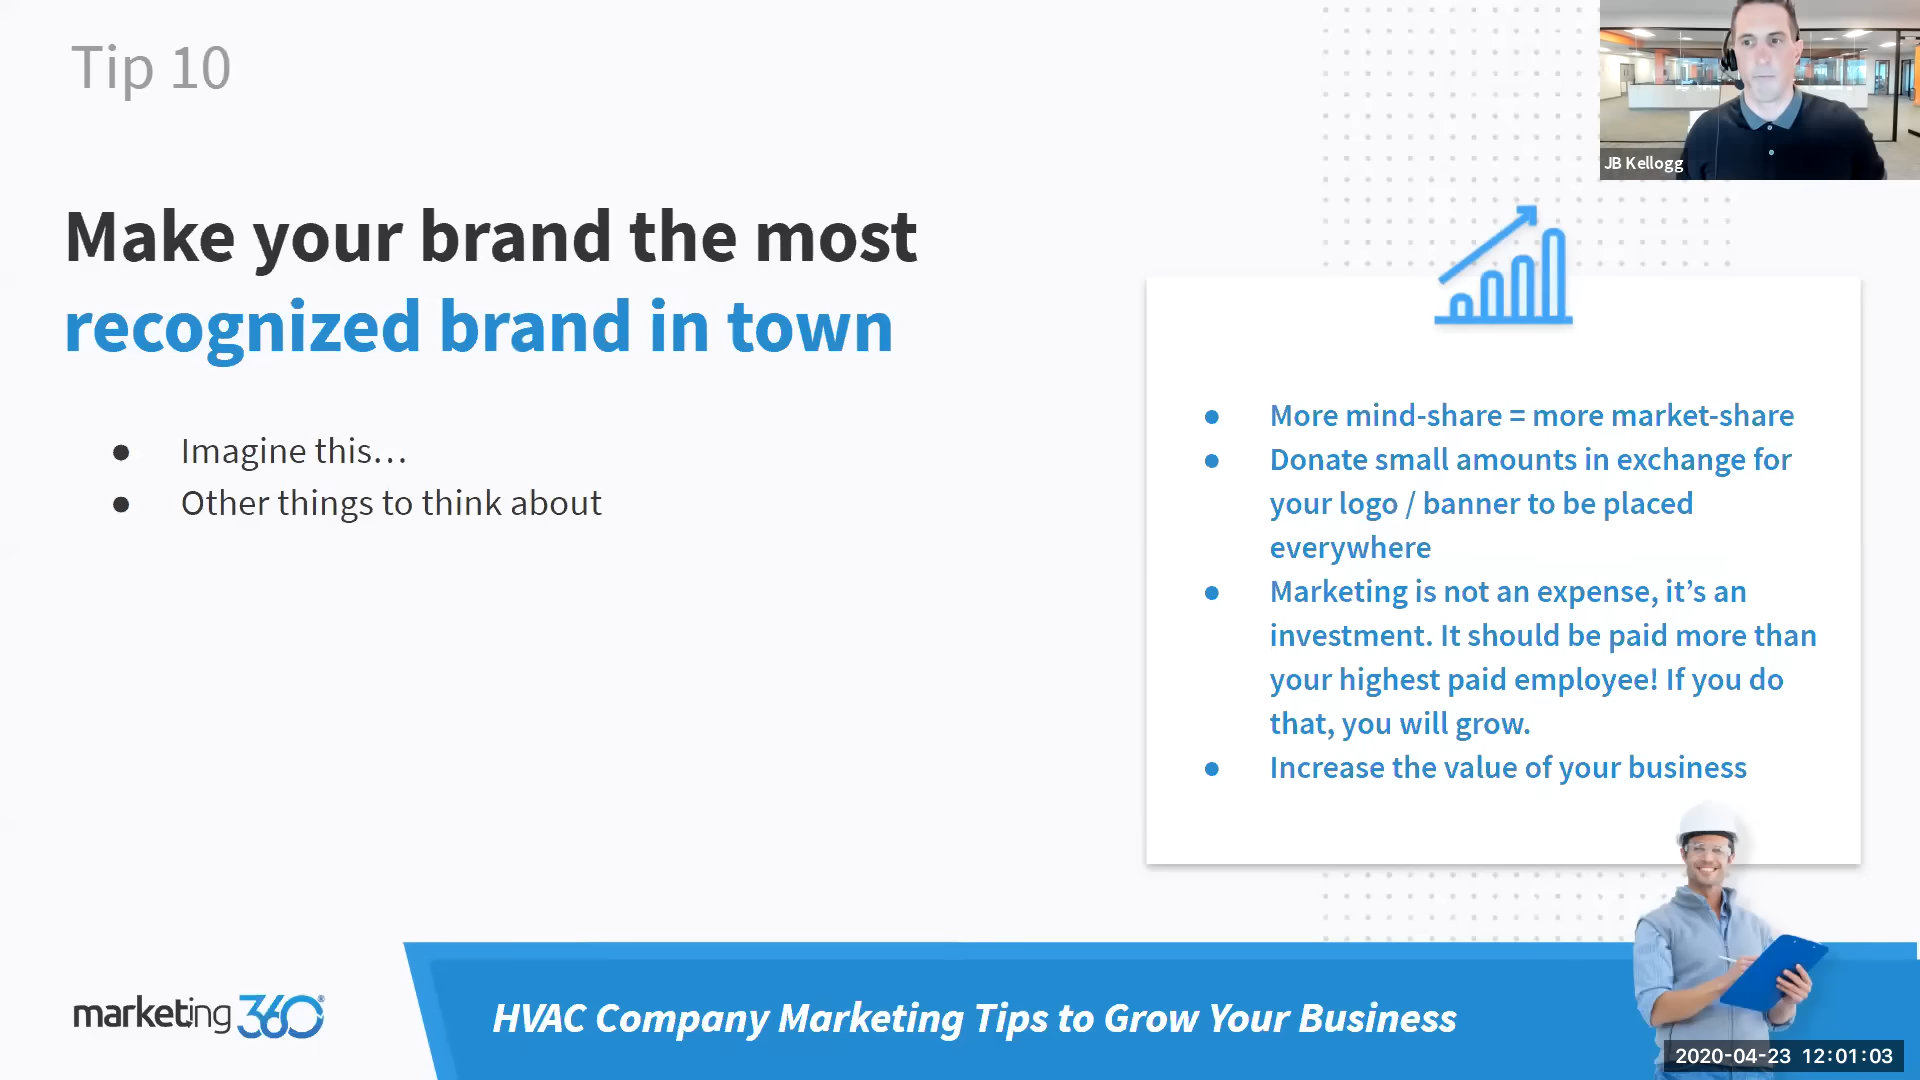 Tip 10
JB Kellogg
Make your brand the most
recognized brand in town
● Imagine this…
● Other things to think about
● More mind-share = more market-share
● Donate small amounts in exchange for
your logo / banner to be placed
everywhere
● Marketing is not an expense, it’s an
investment. It should be paid more than
your highest paid employee! If you do
that, you will grow.
● Increase the value of your business
marketing 360®
HVAC Company Marketing Tips to Grow Your Business
2020-04-23 12:01:03